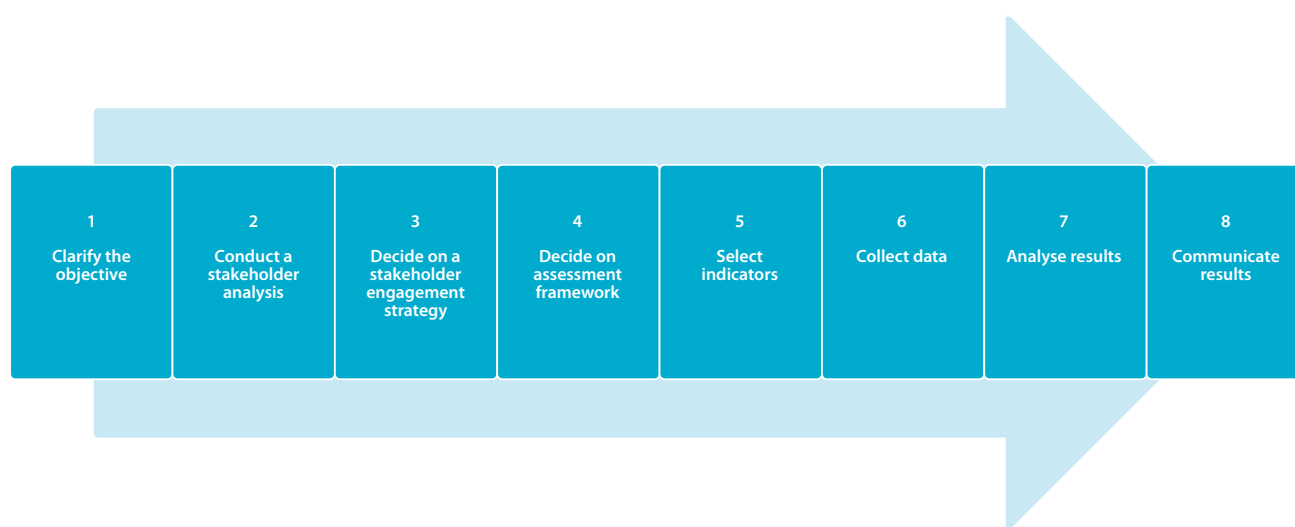 1
Clarify the
objective
2
Conduct a
stakeholder
analysis
3
Decide on a
stakeholder
engagement
strategy
4
Decide on
assessment
framework
5
Select
indicators
6
Collect data
7
Analyse results
8
Communicate
results